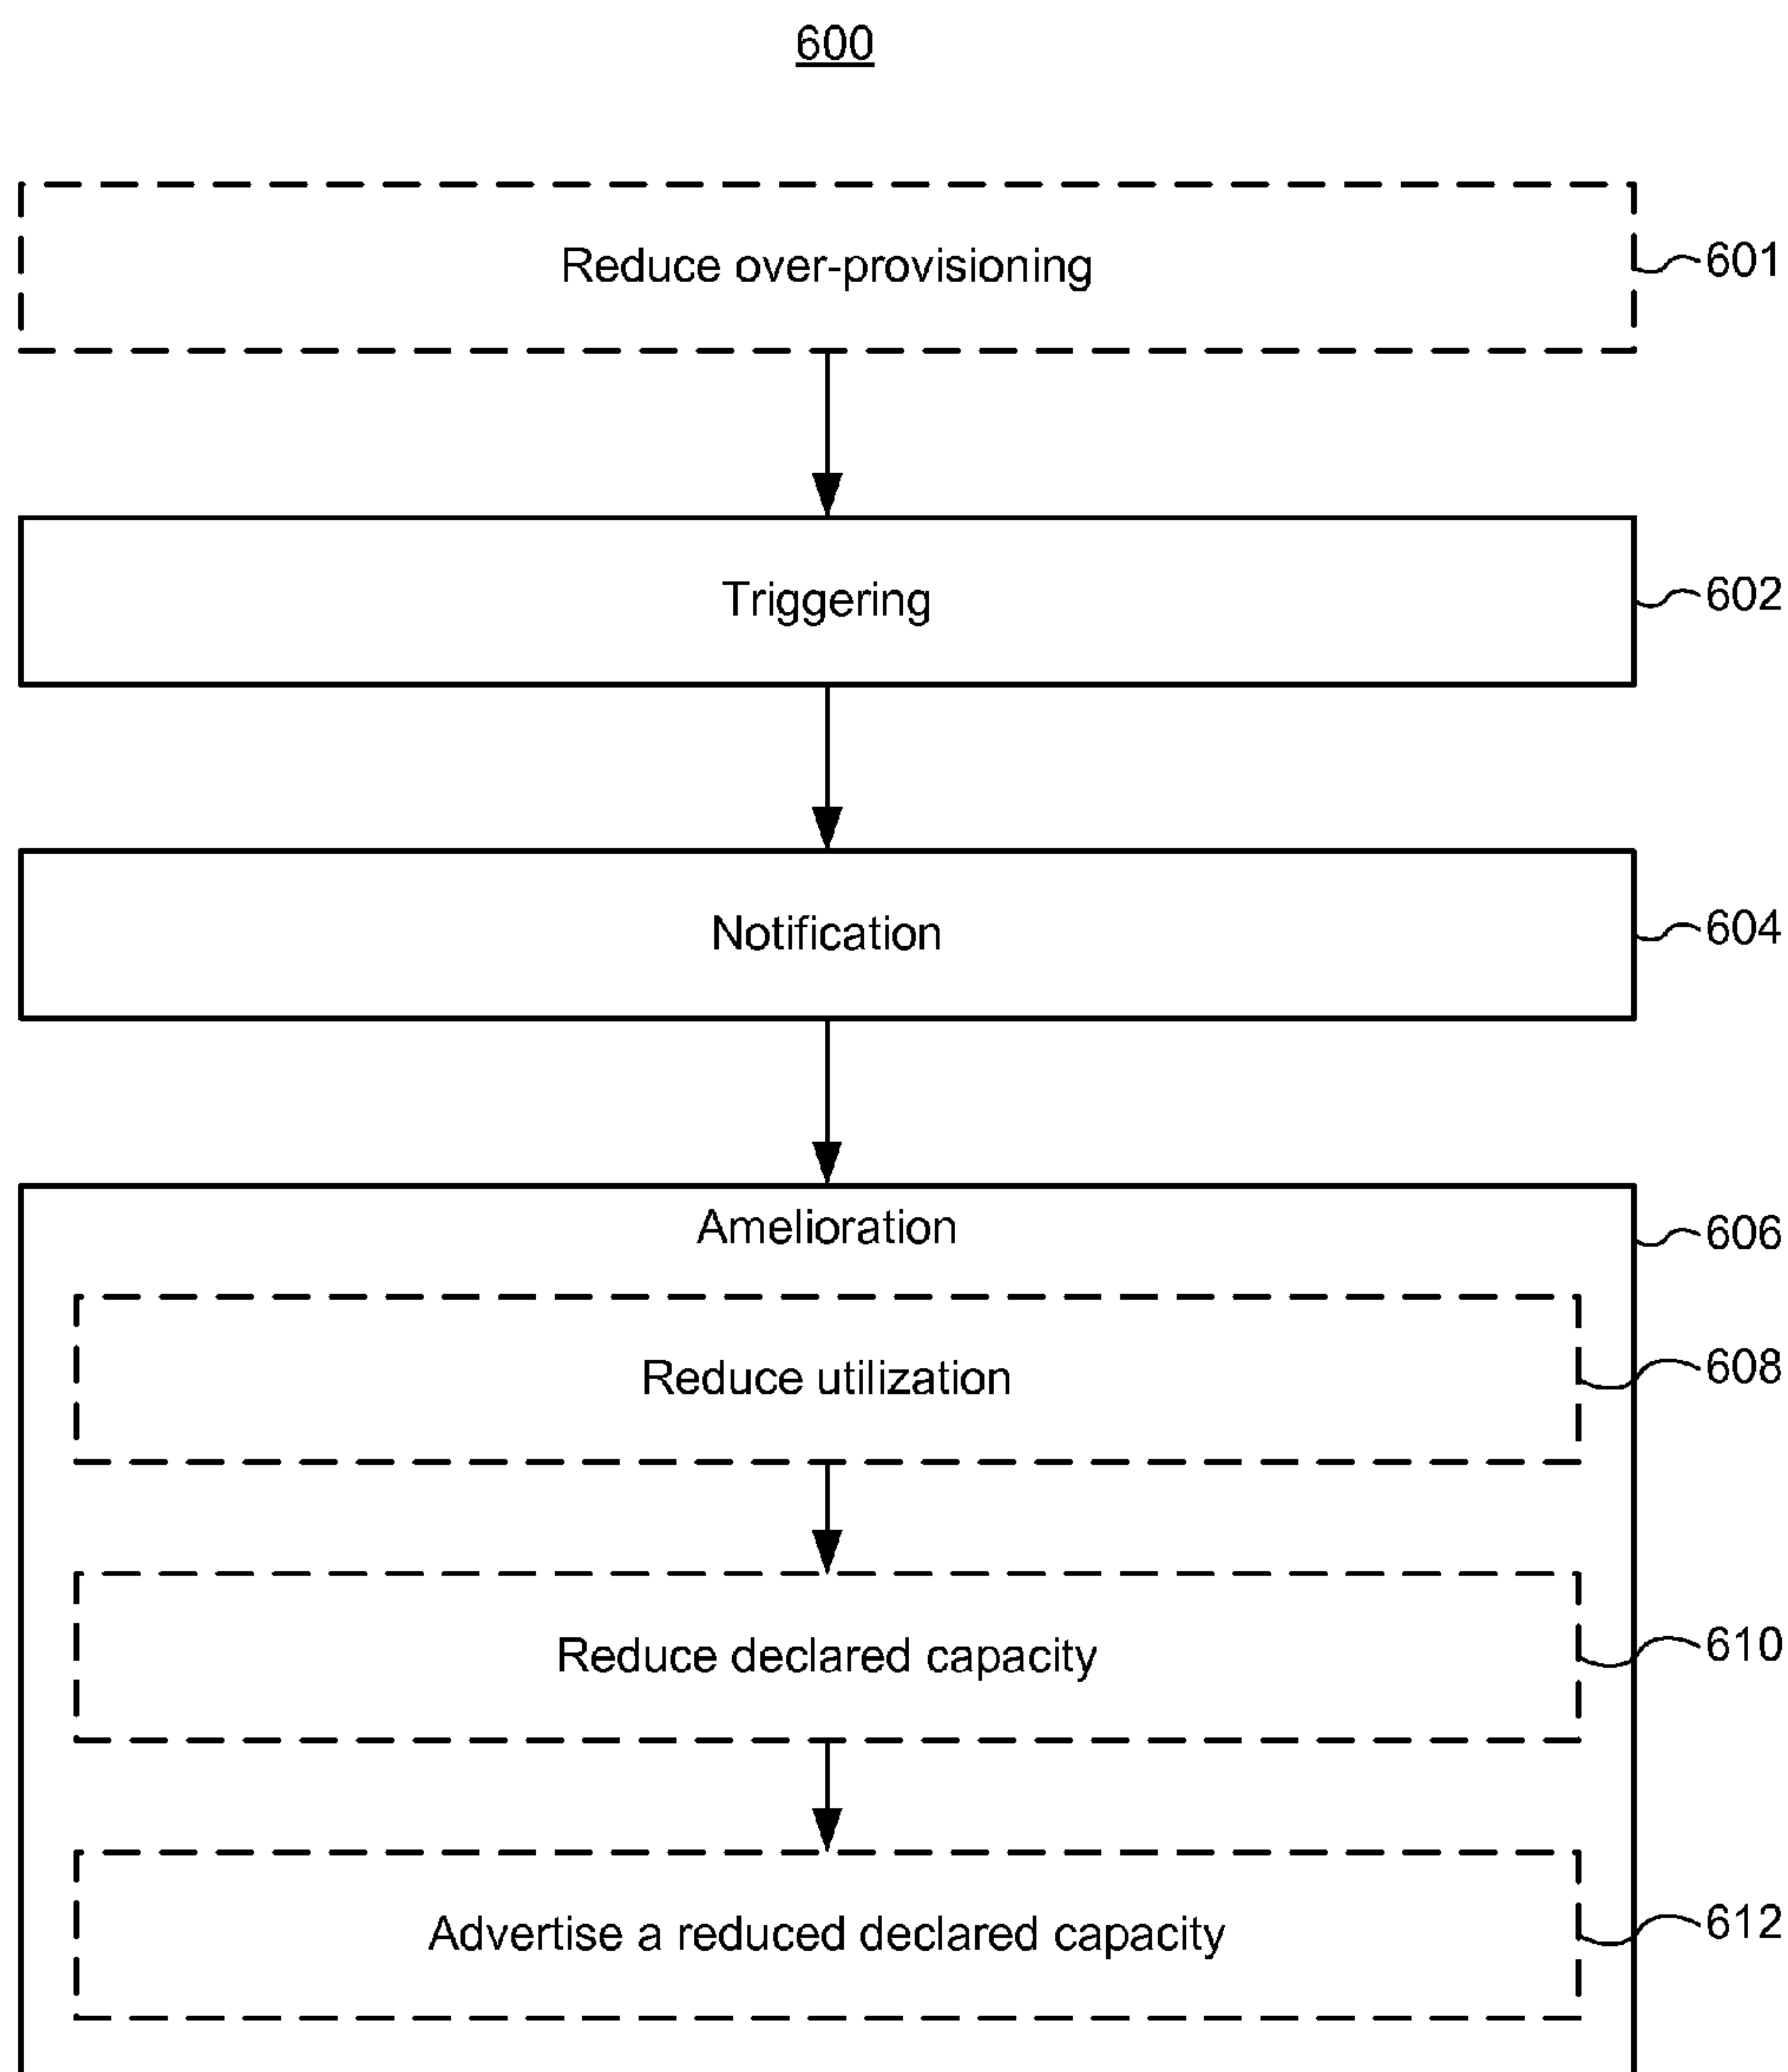 600
Reduce over-provisioning
601
Triggering
602
Notification
604
Amelioration
606
Reduce utilization
608
Reduce declared capacity
610
Advertise a reduced declared capacity
612